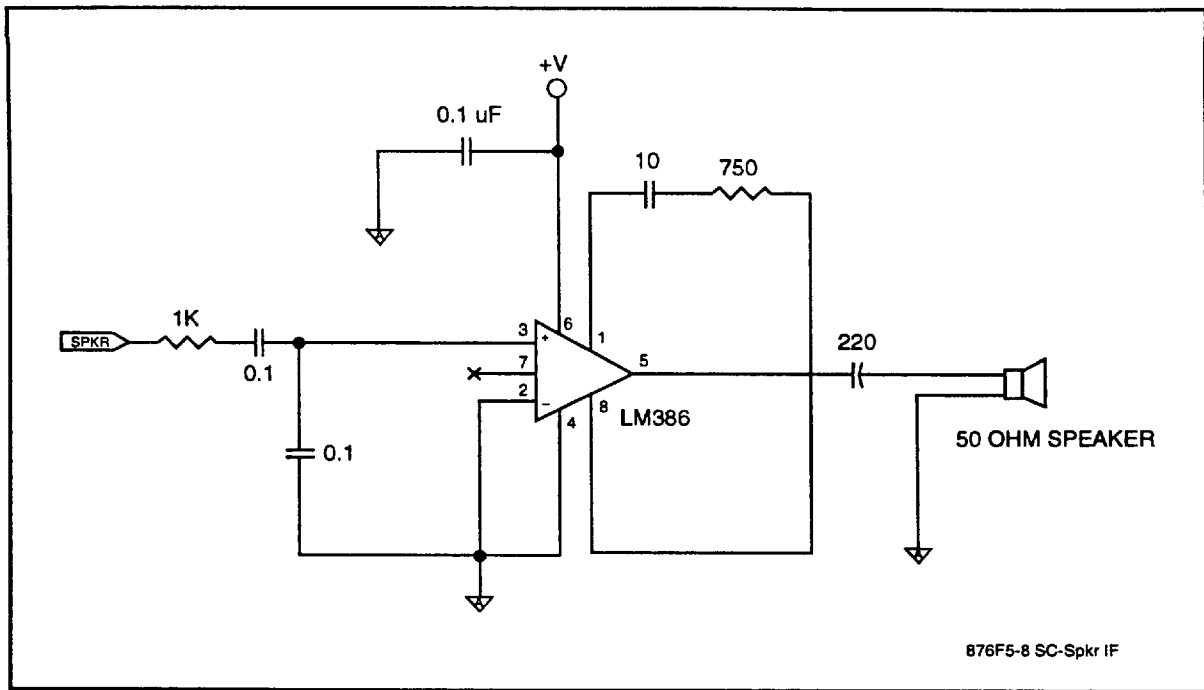 +V
0.1 uF
10
750
SPKR
1K
0.1
3
+
6
1
7
2
−
4
8
5
LM386
220
0.1
50 OHM SPEAKER
A
A
A
876F5-8 SC-Spkr IF